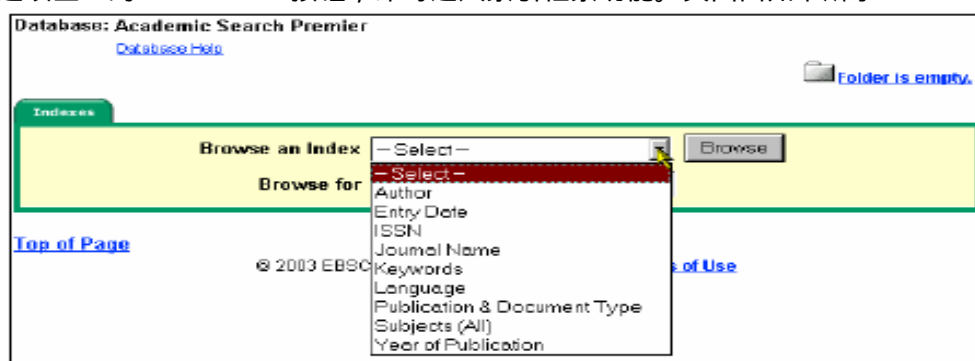 Database: Academic Search Premier
Database Help
Folder is empty.
Indexes
Browse an Index -Select- Browse
Browse for
-Select-
Author
Entry Date
ISSN
Journal Name
Keywords
Language
Publication & Document Type
Subjects (All)
Year of Publication
Top of Page
© 2003 EBSC
s of Use